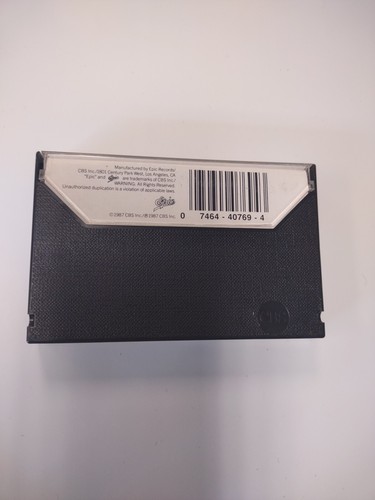 Manufactured by Epic Records/
CBS Inc./1801 Century Park West, Los Angeles, CA
"Epic" and Epic are trademarks of CBS Inc./
WARNING: All Rights Reserved.
Unauthorized duplication is a violation of applicable laws.
Epic
© 1987 CBS Inc./℗ 1987 CBS Inc.
0 7464-40769-4